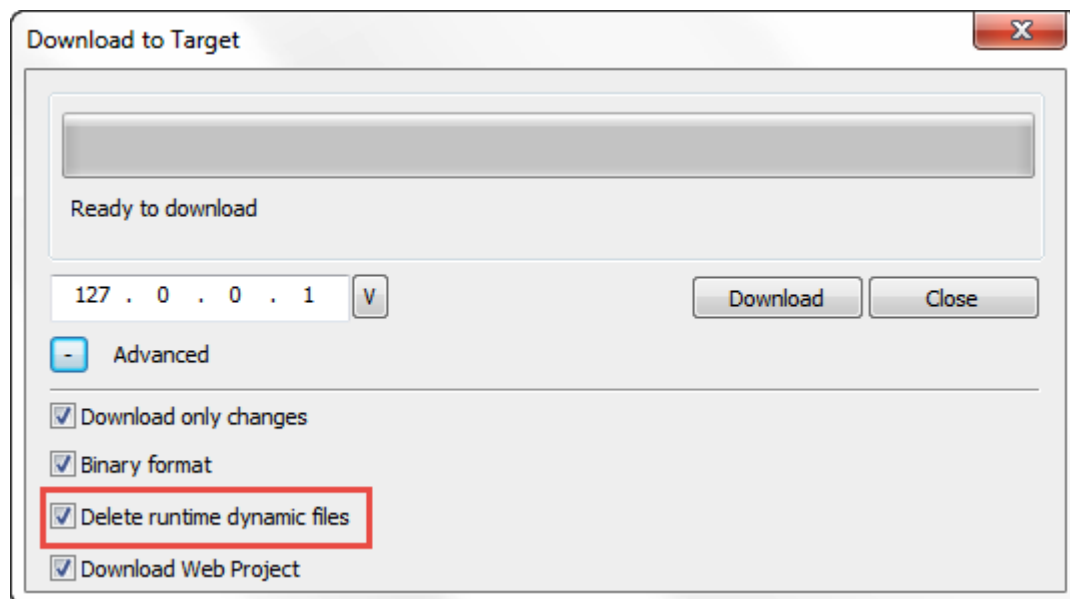 Download to Target
Ready to download
127 . 0 . 0 . 1 V Download Close
- Advanced
Download only changes
Binary format
Delete runtime dynamic files
Download Web Project